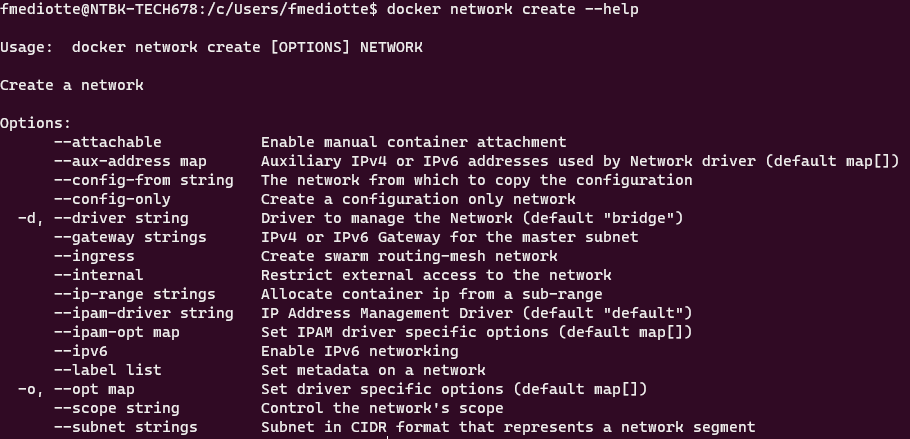 fmediotte@NTBK-TECH678:/c/Users/fmediotte$ docker network create --help
Usage:  docker network create [OPTIONS] NETWORK
Create a network
Options:
      --attachable           Enable manual container attachment
      --aux-address map      Auxiliary IPv4 or IPv6 addresses used by Network driver (default map[])
      --config-from string   The network from which to copy the configuration
      --config-only          Create a configuration only network
  -d, --driver string        Driver to manage the Network (default "bridge")
      --gateway strings      IPv4 or IPv6 Gateway for the master subnet
      --ingress              Create swarm routing-mesh network
      --internal             Restrict external access to the network
      --ip-range strings     Allocate container ip from a sub-range
      --ipam-driver string   IP Address Management Driver (default "default")
      --ipam-opt map         Set IPAM driver specific options (default map[])
      --ipv6                 Enable IPv6 networking
      --label list           Set metadata on a network
  -o, --opt map              Set driver specific options (default map[])
      --scope string         Control the network's scope
      --subnet strings       Subnet in CIDR format that represents a network segment